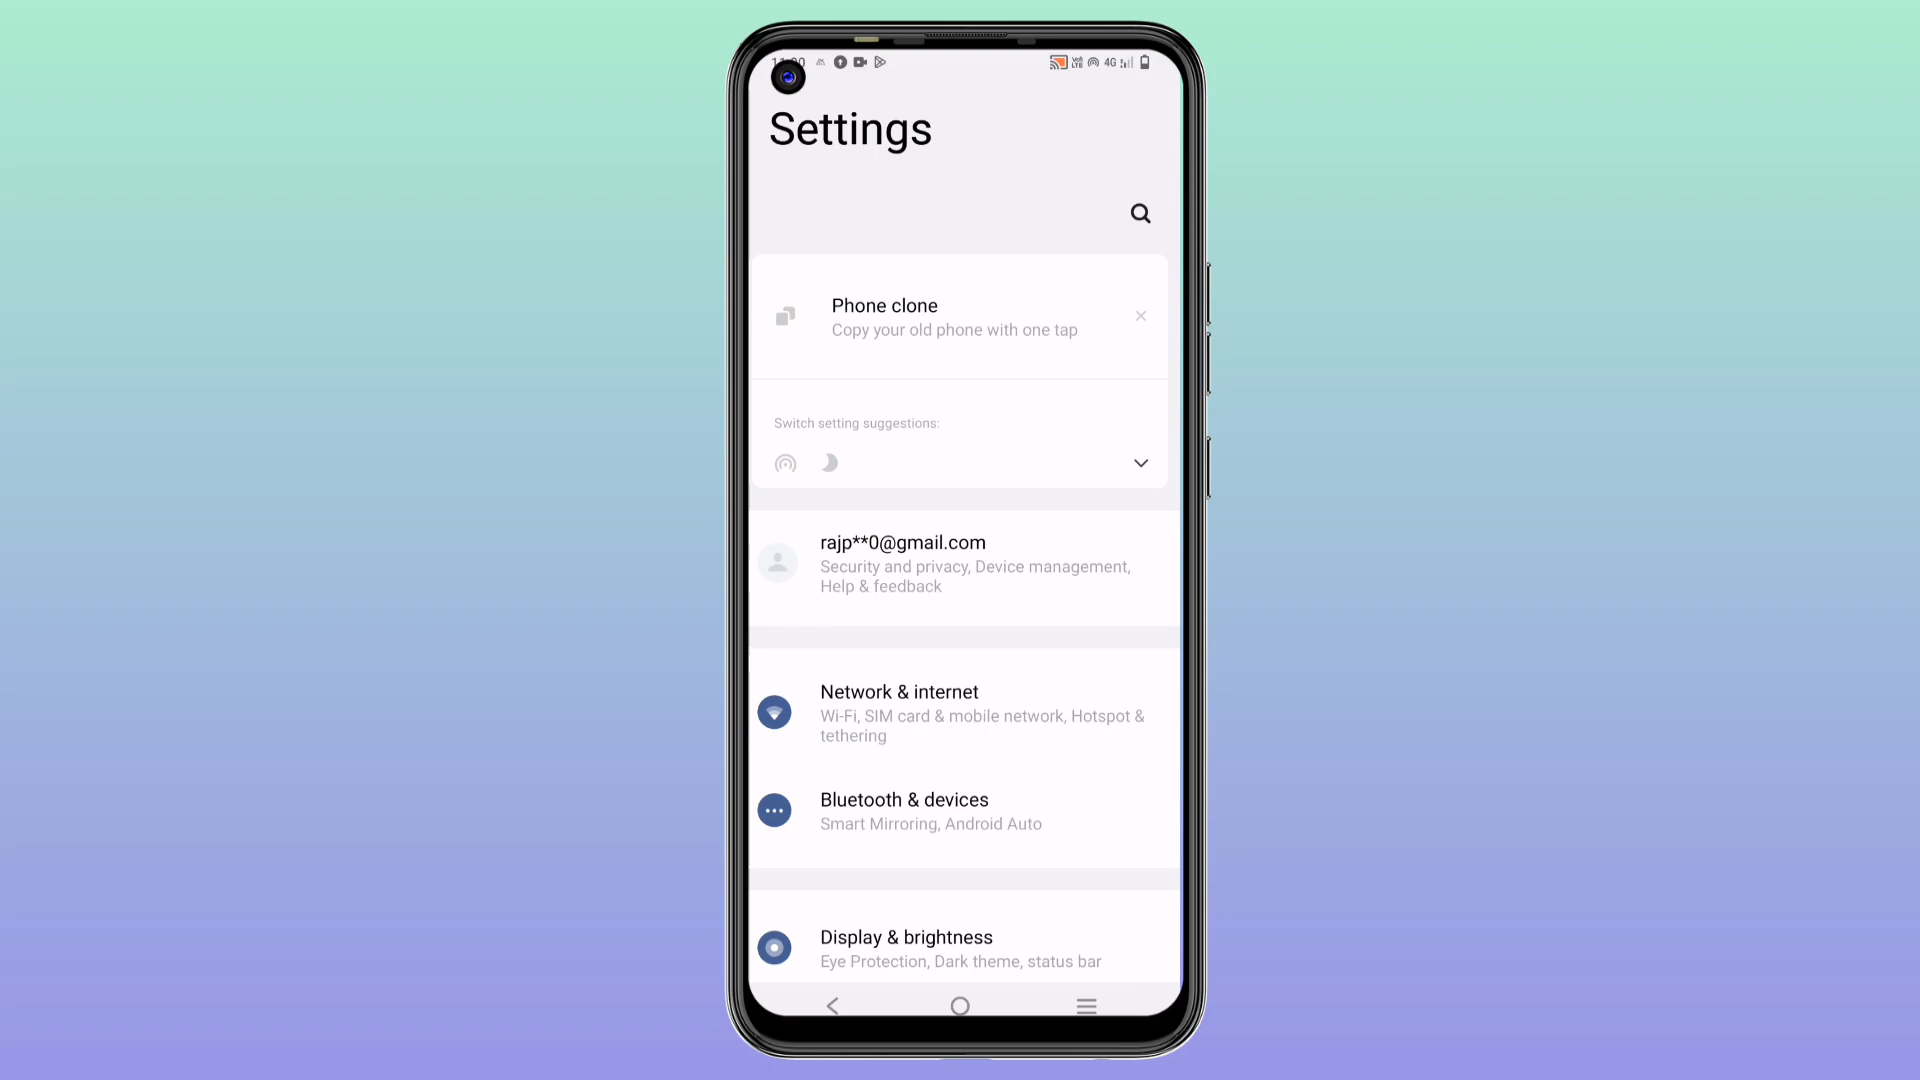 4G
Settings
Phone clone
Copy your old phone with one tap
Switch setting suggestions:
rajp**0@gmail.com
Security and privacy, Device management,
Help & feedback
Network & internet
Wi-Fi, SIM card & mobile network, Hotspot &
tethering
Bluetooth & devices
Smart Mirroring, Android Auto
Display & brightness
Eye Protection, Dark theme, status bar